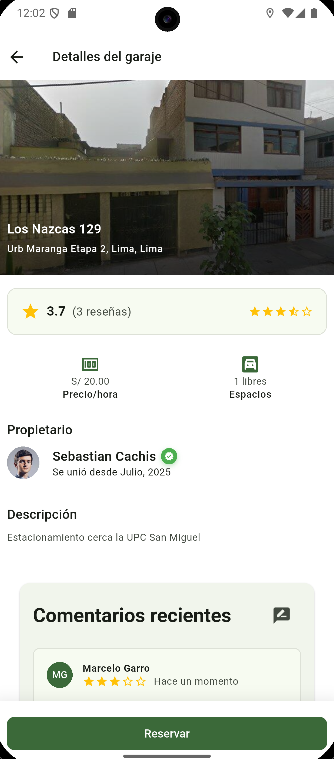 12:02
Detalles del garaje
Los Nazcas 129
Urb Maranga Etapa 2, Lima, Lima
3.7 (3 reseñas)
S/ 20.00
Precio/hora
1 libres
Espacios
Propietario
Sebastian Cachis
Se unió desde Julio, 2025
Descripción
Estacionamiento cerca la UPC San Miguel
Comentarios recientes
MG
Marcelo Garro
Hace un momento
Reservar